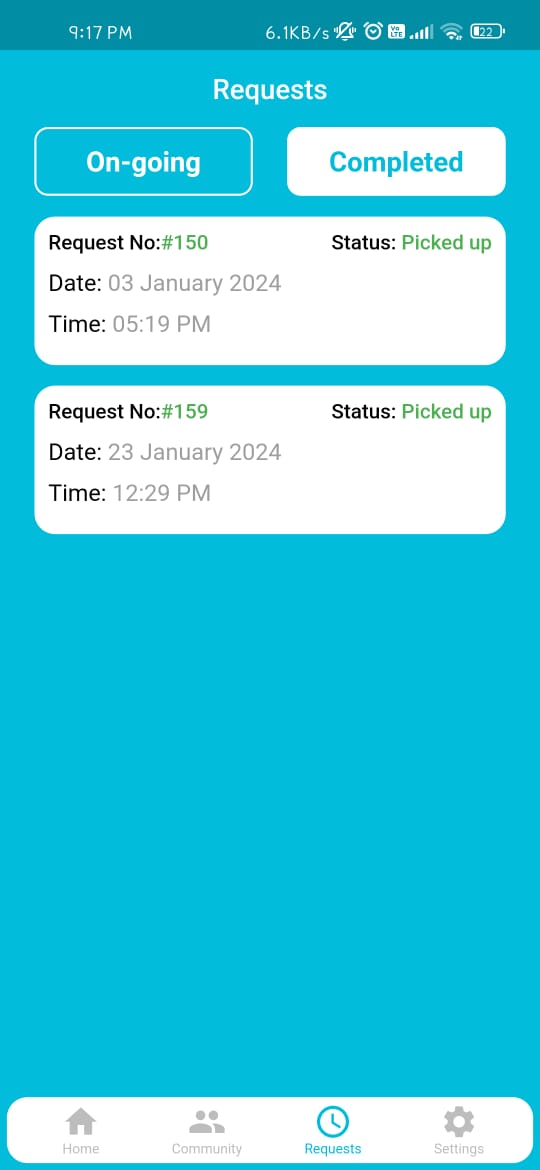 9:17 PM 6.1KB/s Vo LTE 22
Requests
On-going Completed
Request No:#150 Status: Picked up
Date: 03 January 2024
Time: 05:19 PM
Request No:#159 Status: Picked up
Date: 23 January 2024
Time: 12:29 PM
Home Community Requests Settings